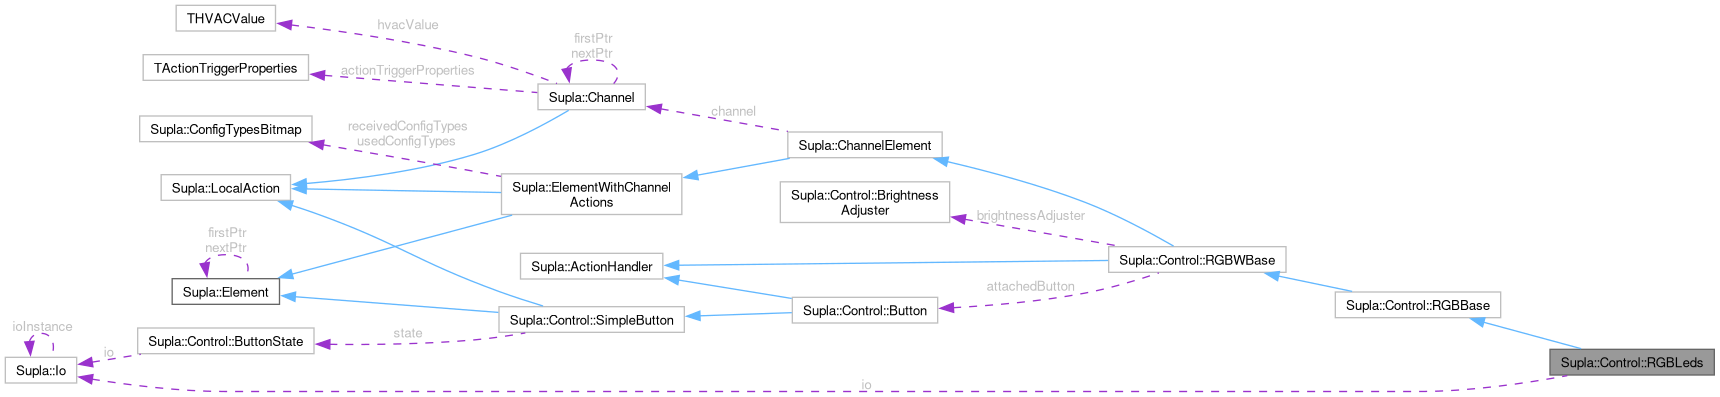 THVACValue
hvacValue
firstPtr
nextPtr
TActionTriggerProperties
actionTriggerProperties
Supla::Channel
channel
Supla::ConfigTypesBitmap
receivedConfigTypes
usedConfigTypes
Supla::ChannelElement
Supla::LocalAction
Supla::ElementWithChannel
Actions
Supla::Control::Brightness
Adjuster
brightnessAdjuster
firstPtr
nextPtr
Supla::ActionHandler
Supla::Control::RGBWBase
Supla::Element
attachedButton
Supla::Control::RGBBase
Supla::Control::Button
Supla::Control::SimpleButton
ioInstance
state
Supla::Control::ButtonState
io
Supla::Io
Supla::Control::RGBLeds
io